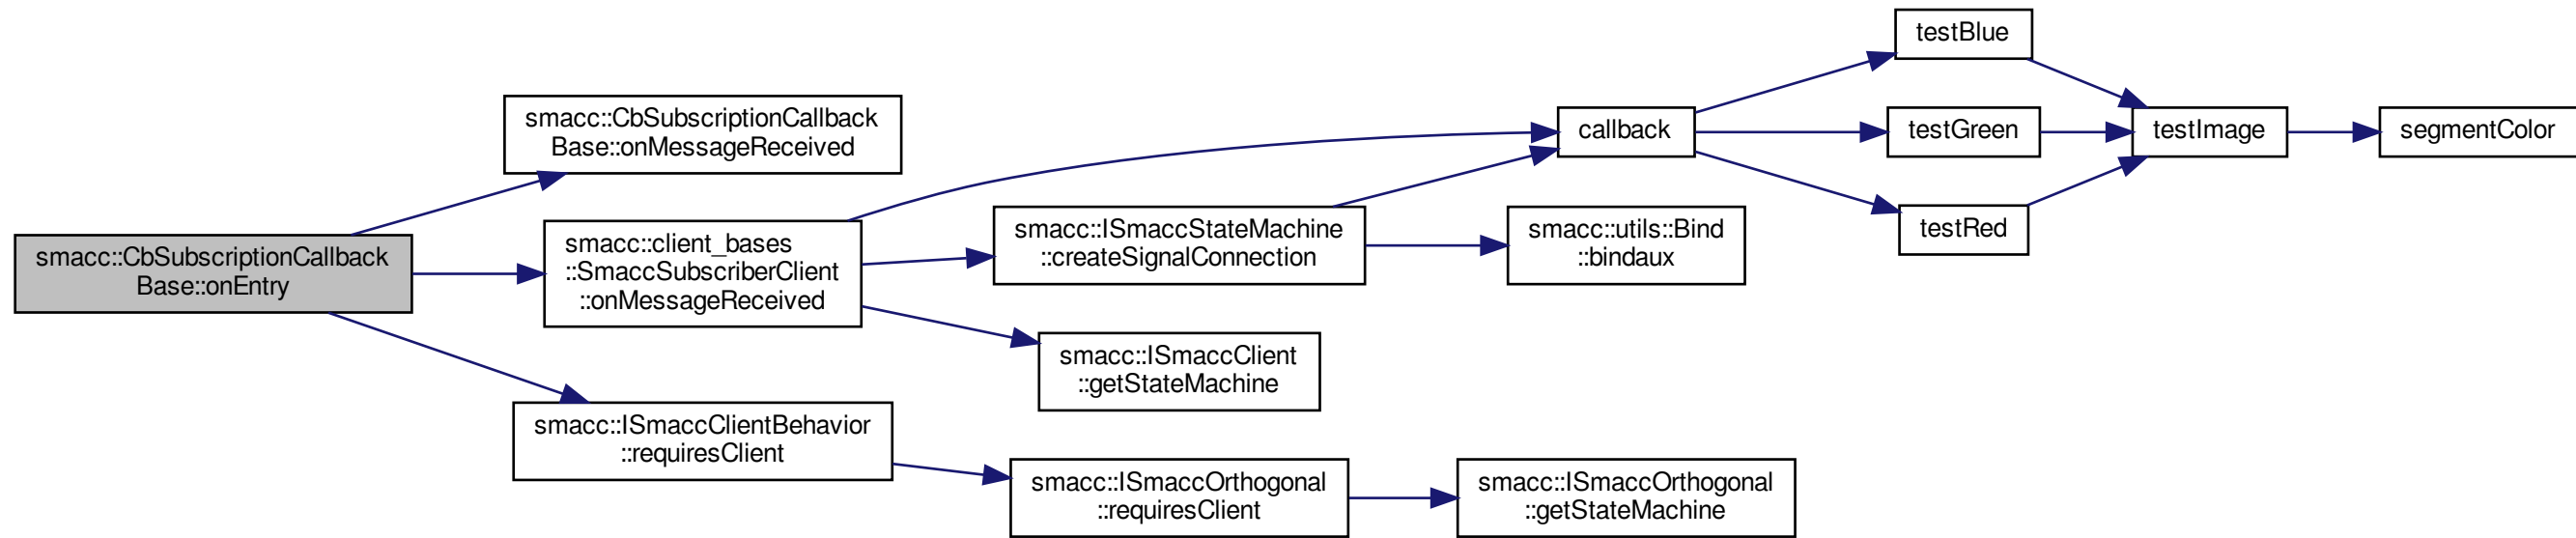 smacc::CbSubscriptionCallback
Base::onEntry
smacc::CbSubscriptionCallback
Base::onMessageReceived
smacc::client_bases
::SmaccSubscriberClient
::onMessageReceived
smacc::ISmaccClientBehavior
::requiresClient
smacc::ISmaccStateMachine
::createSignalConnection
smacc::ISmaccClient
::getStateMachine
smacc::ISmaccOrthogonal
::requiresClient
callback
smacc::utils::Bind
::bindaux
smacc::ISmaccOrthogonal
::getStateMachine
testBlue
testGreen
testRed
testImage
segmentColor